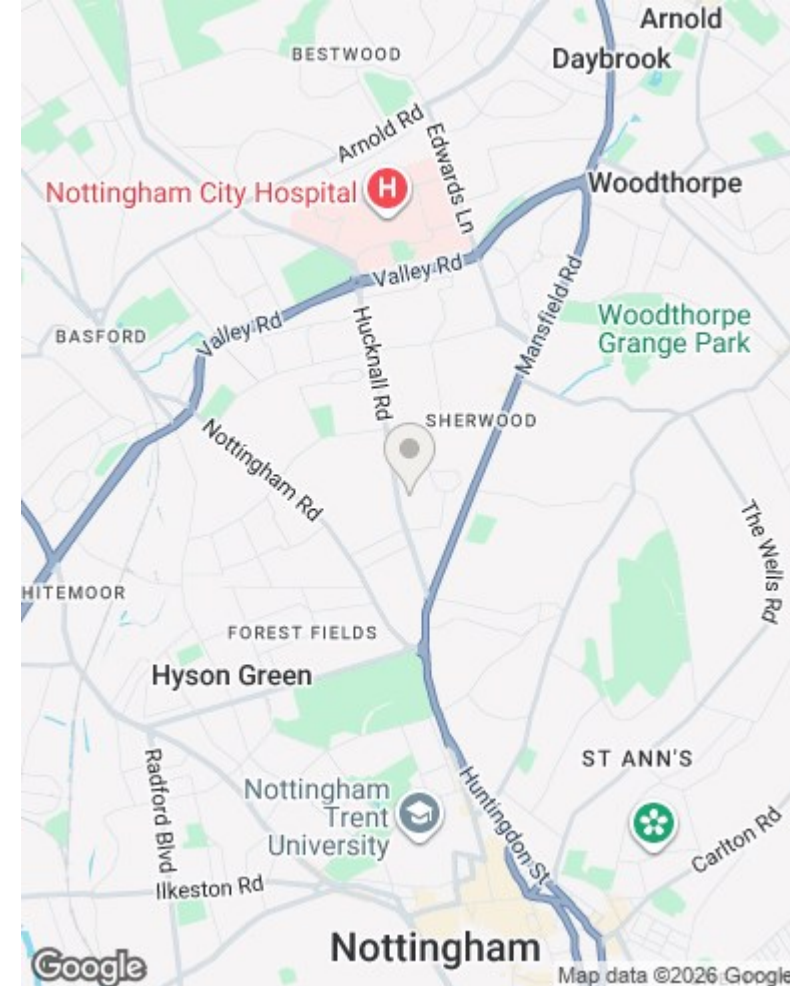 Arnold
BESTWOOD
Daybrook
Arnold Rd
Edwards Ln
Nottingham City Hospital
H
Woodthorpe
Valley Rd
Mansfield Rd
Valley Rd
Hucknall Rd
Woodthorpe
Grange Park
BASFORD
SHERWOOD
Nottingham Rd
The Wells Rd
HITEMOOR
FOREST FIELDS
Hyson Green
ST ANN'S
Radford Blvd
Nottingham
Trent
University
Huntingdon St
Carlton Rd
Ilkeston Rd
Nottingham
Google
Map data ©2026 Google